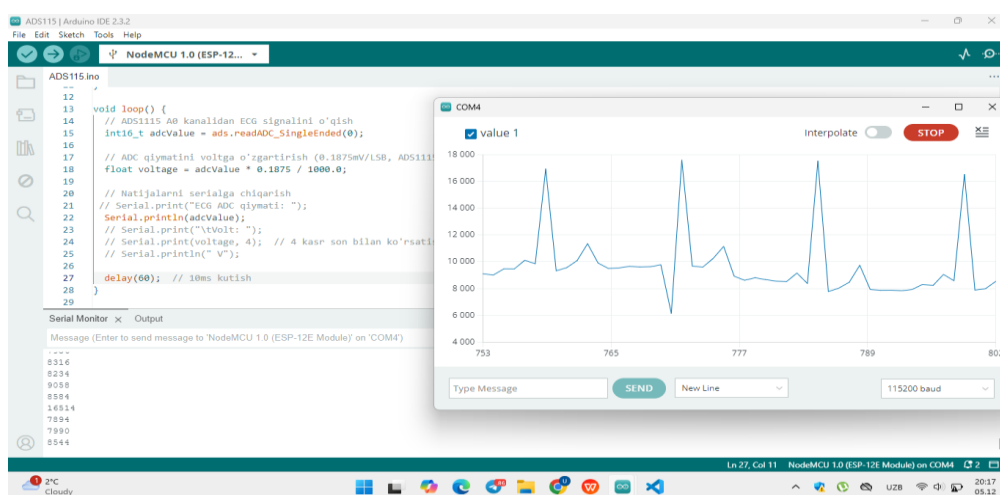 ADS115 | Arduino IDE 2.3.2
File Edit Sketch Tools Help
NodeMCU 1.0 (ESP-12...
ADS115.ino
12
13 void loop() {
14 // ADS1115 A0 kanalidan ECG signalini o'qish
15 int16_t adcValue = ads.readADC_SingleEnded(0);
16
17 // ADC qiymatini voltga o'zgartirish (0.1875mV/LSB, ADS111
18 float voltage = adcValue * 0.1875 / 1000.0;
19
20 // Natijalarni serialga chiqarish
21 // Serial.print("ECG ADC qiymati: ");
22 Serial.println(adcValue);
23 // Serial.print("\tVolt: ");
24 // Serial.print(voltage, 4); // 4 kasr son bilan ko'rsati
25 // Serial.println(" V");
26
27 delay(60); // 10ms kutish
28 }
29
Serial Monitor × Output
Message (Enter to send message to 'NodeMCU 1.0 (ESP-12E Module)' on 'COM4')
8316
8234
9058
8584
16514
7894
7990
8544
COM4
value 1
Interpolate
STOP
18 000
16 000
14 000
12 000
10 000
8 000
6 000
4 000
753 765 777 789 802
Type Message
SEND
New Line
115200 baud
Ln 27, Col 11 NodeMCU 1.0 (ESP-12E Module) on COM4 2
1
2°C
Cloudy
UZB
20:17
05.12